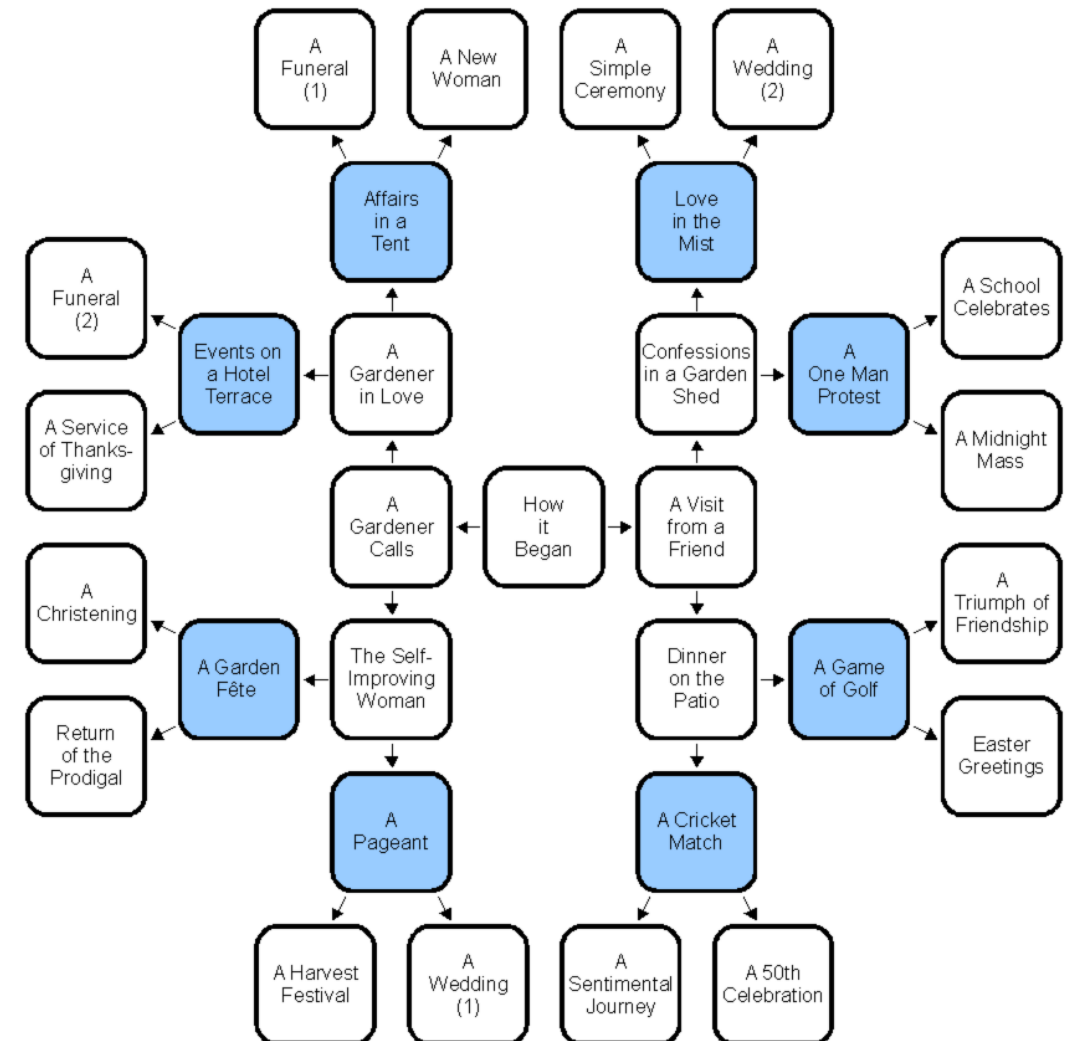 A
Funeral
(1)
A New
Woman
A
Simple
Ceremony
A
Wedding
(2)
Affairs
in a
Tent
Love
in the
Mist
A
Funeral
(2)
A School
Celebrates
Events on
a Hotel
Terrace
A
Gardener
in Love
Confessions
in a Garden
Shed
A
One Man
Protest
A Service
of Thanks-
giving
A Midnight
Mass
A
Gardener
Calls
How
it
Began
A Visit
from a
Friend
A
Christening
A
Triumph of
Friendship
A Garden
Fête
The Self-
Improving
Woman
Dinner
on the
Patio
A Game
of Golf
Return
of the
Prodigal
Easter
Greetings
A
Pageant
A Cricket
Match
A Harvest
Festival
A
Wedding
(1)
A
Sentimental
Journey
A 50th
Celebration